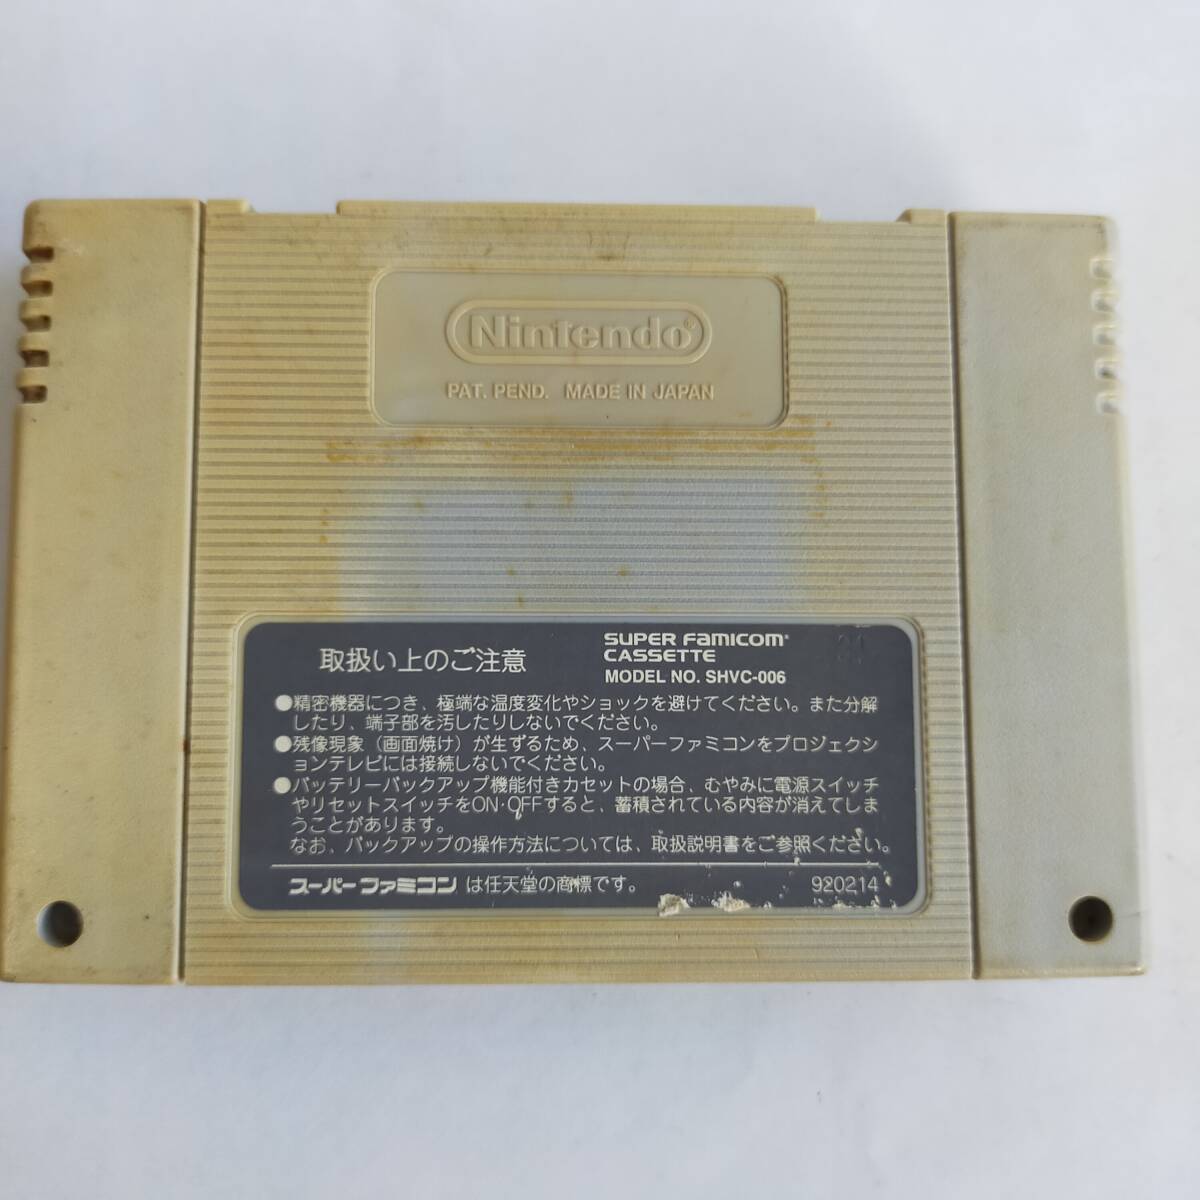 Nintendo®
PAT. PEND. MADE IN JAPAN
取扱い上のご注意
SUPER FAMICOM
CASSETTE
MODEL NO. SHVC-006
●精密機器につき、極端な温度変化やショックを避けてください。また分解
したり、端子部を汚したりしないでください。
●残像現象（画面焼け）が生ずるため、スーパーファミコンをプロジェクシ
ョンテレビには接続しないでください。
●バッテリーバックアップ機能付きカセットの場合、むやみに電源スイッチ
やリセットスイッチをON・OFFすると、蓄積されている内容が消えてしま
うことがあります。
なお、バックアップの操作方法については、取扱説明書をご参照ください。
スーパーファミコンは任天堂の商標です。
920214